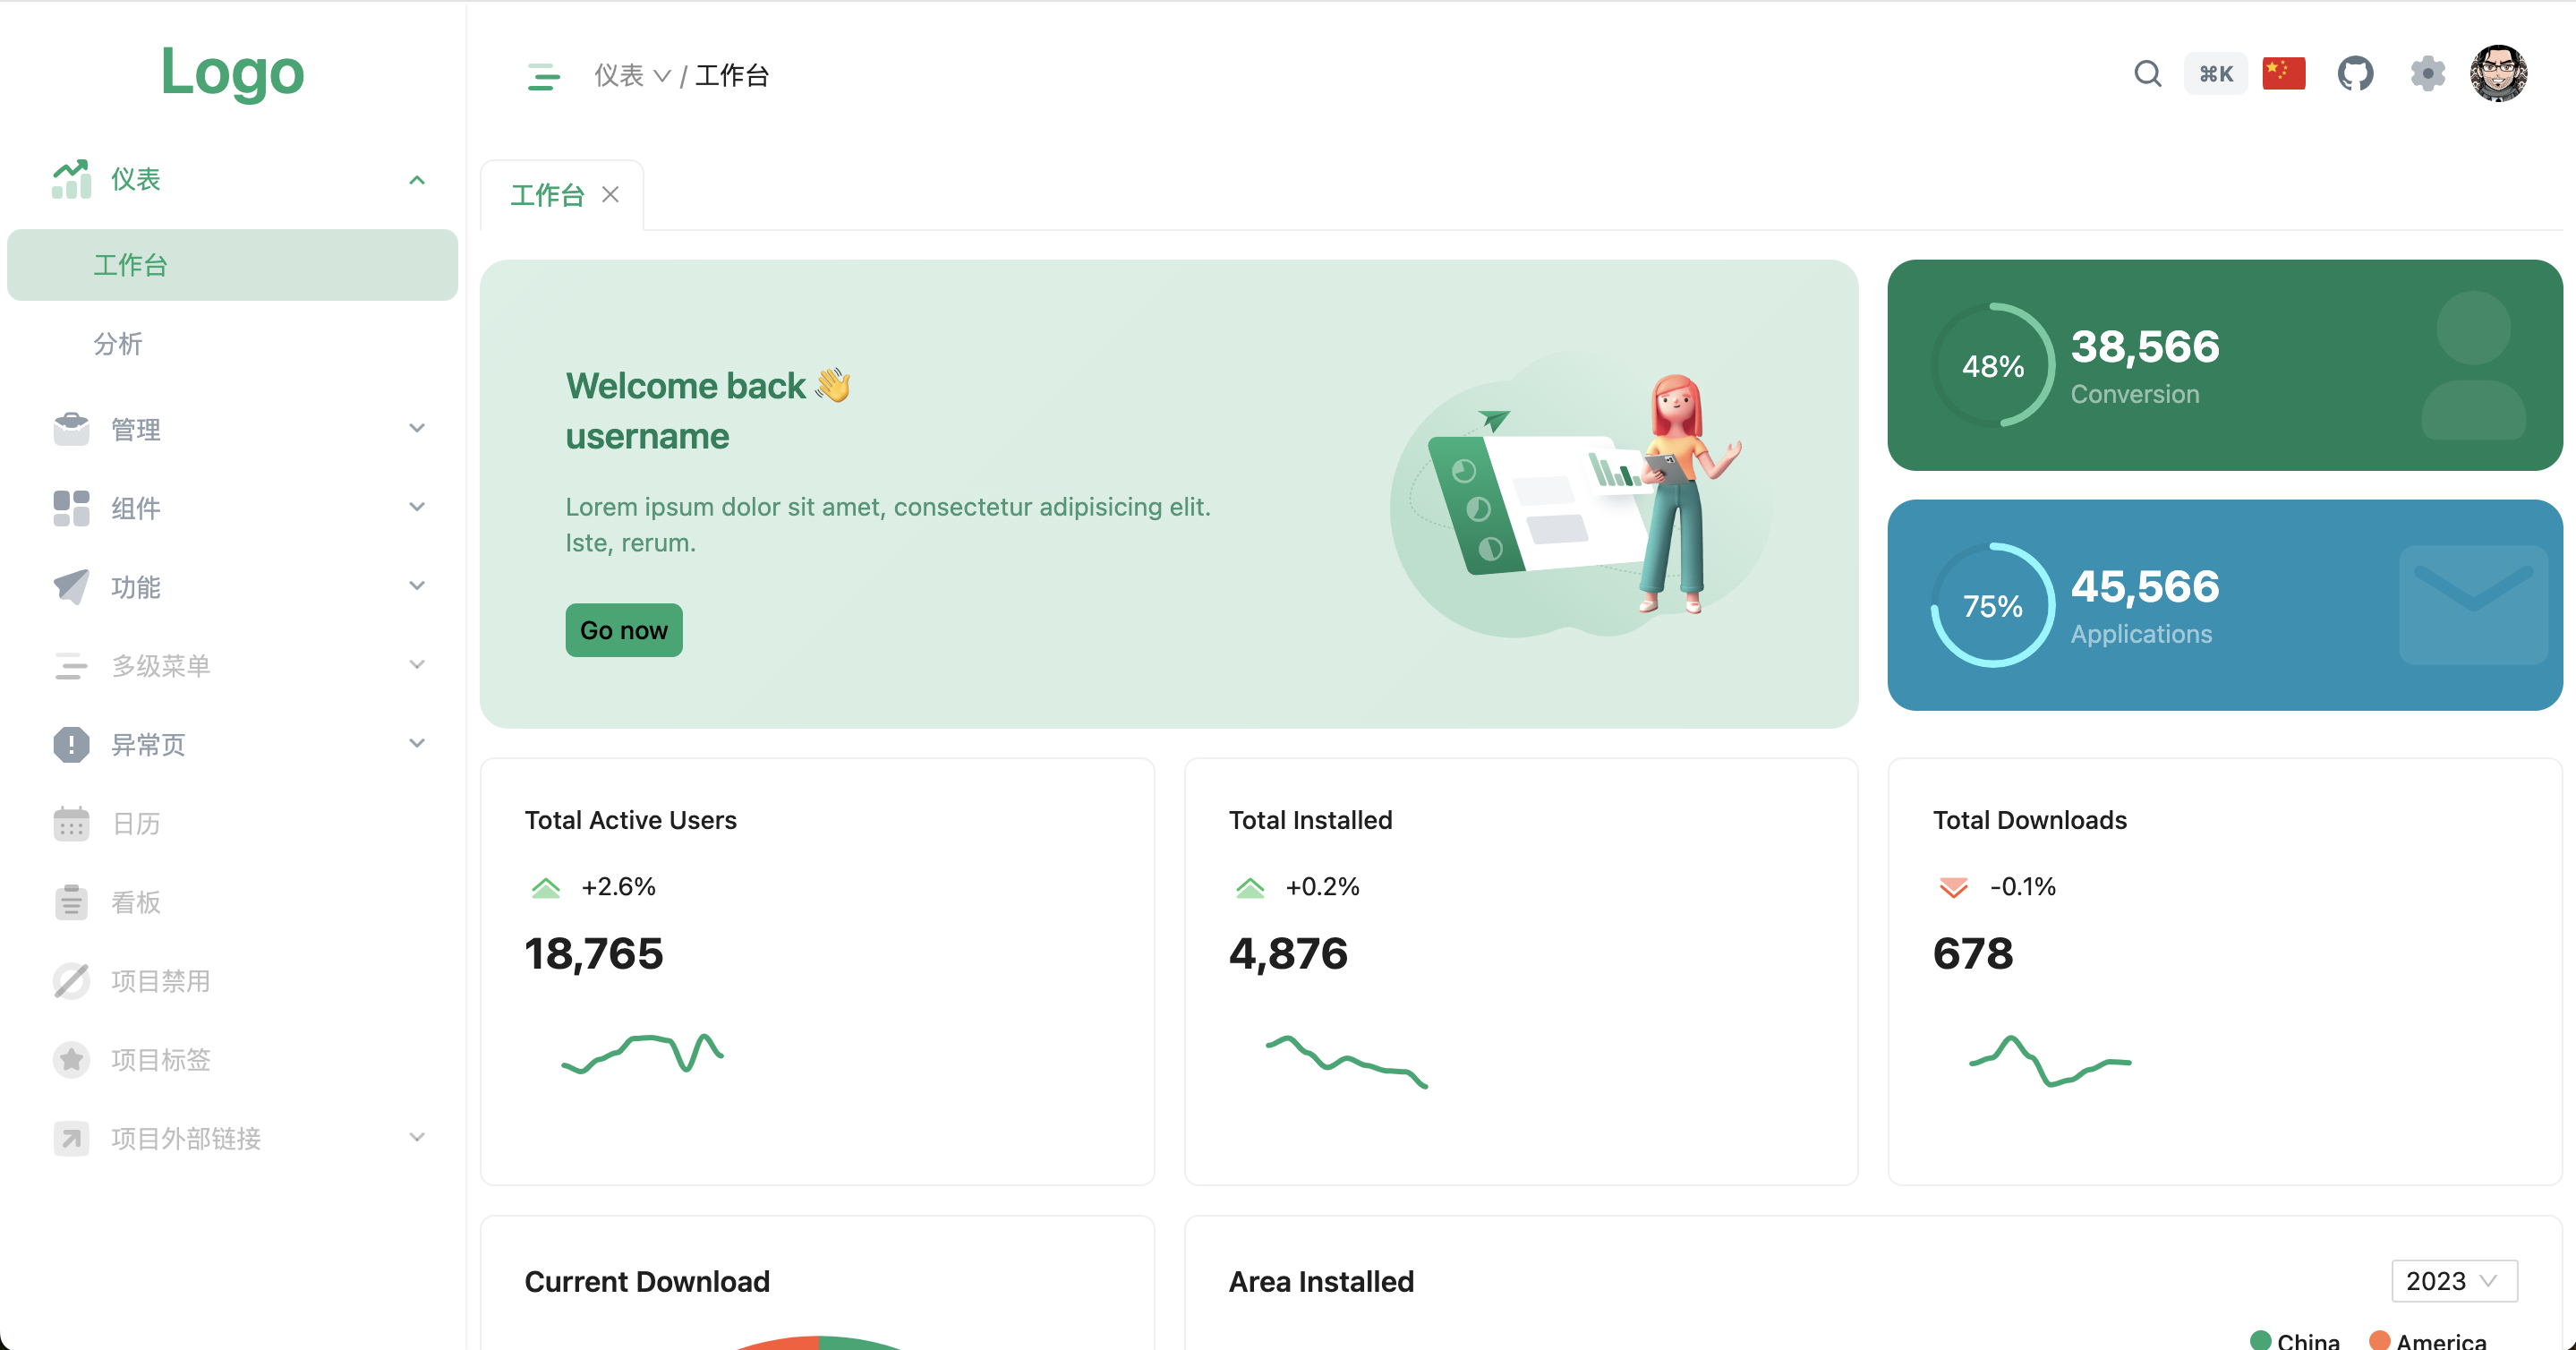 Logo
仪表
工作台
分析
管理
组件
功能
多级菜单
异常页
日历
看板
项目禁用
项目标签
项目外部链接
仪表 / 工作台
⌘K
工作台
Welcome back 👋
username
Lorem ipsum dolor sit amet, consectetur adipisicing elit.
Iste, rerum.
Go now
48%
38,566
Conversion
75%
45,566
Applications
Total Active Users
+2.6%
18,765
Total Installed
+0.2%
4,876
Total Downloads
-0.1%
678
Current Download
Area Installed
2023
China
America